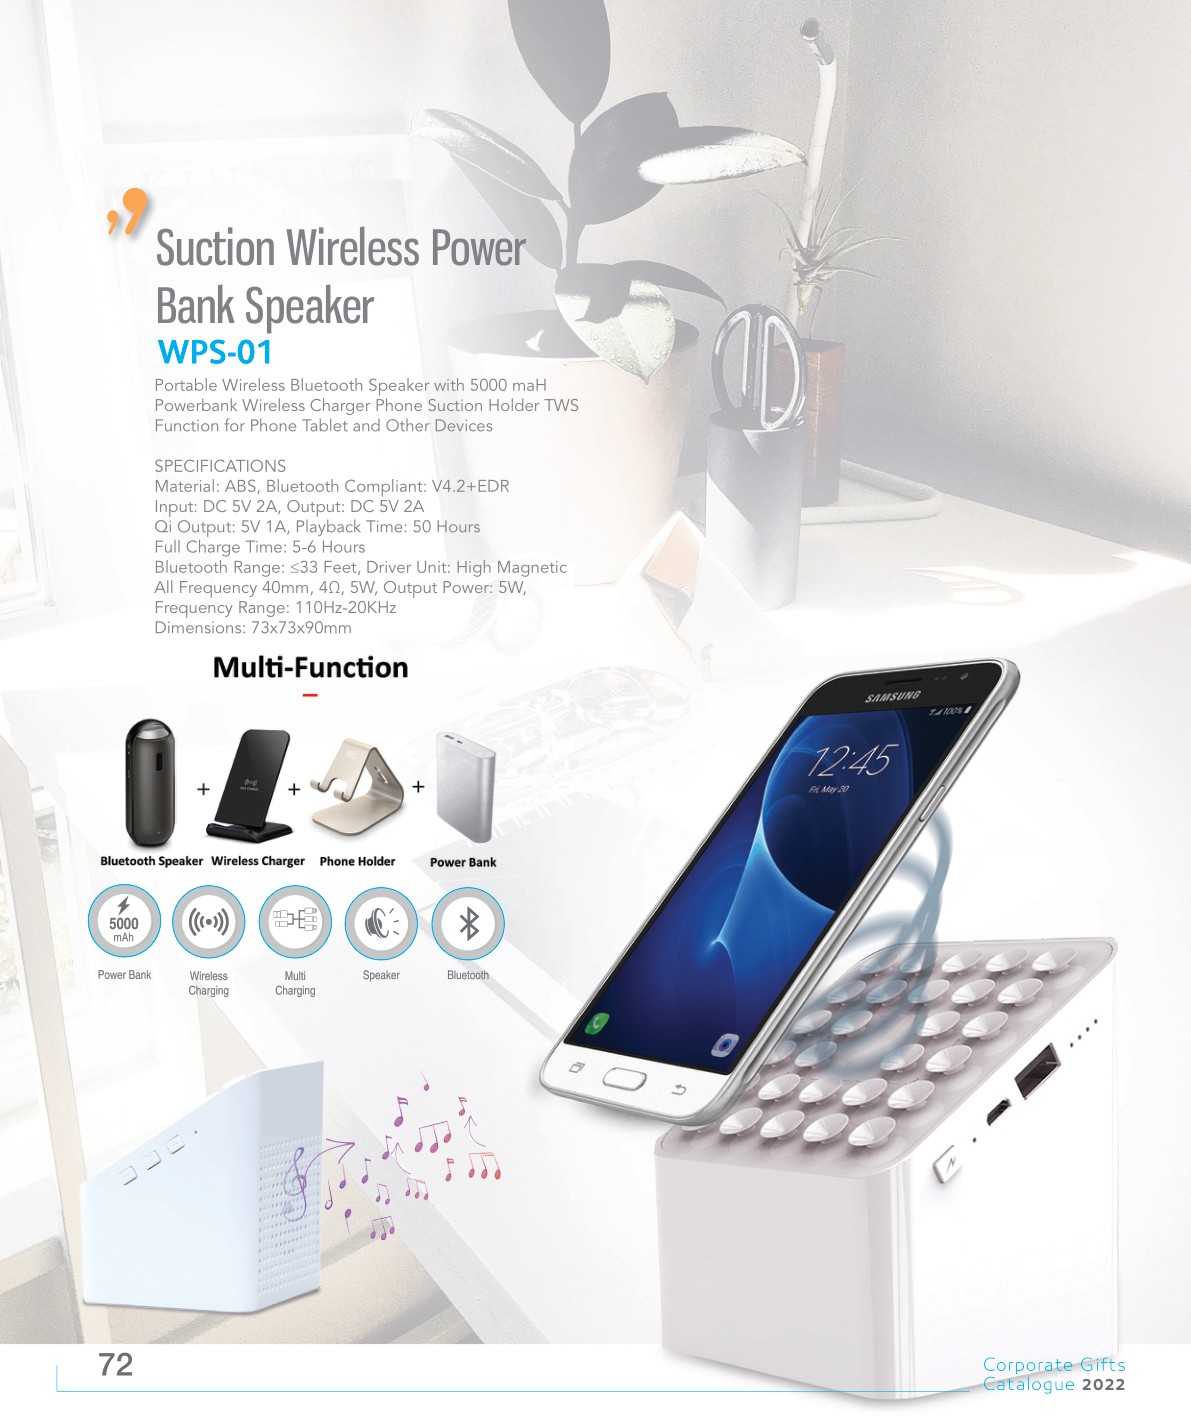 Suction Wireless Power
Bank Speaker
WPS-01
Portable Wireless Bluetooth Speaker with 5000 maH
Powerbank Wireless Charger Phone Suction Holder TWS
Function for Phone Tablet and Other Devices
SPECIFICATIONS
Material: ABS, Bluetooth Compliant: V4.2+EDR
Input: DC 5V 2A, Output: DC 5V 2A
Qi Output: 5V 1A, Playback Time: 50 Hours
Full Charge Time: 5-6 Hours
Bluetooth Range: ≤33 Feet, Driver Unit: High Magnetic
All Frequency 40mm, 4Ω, 5W, Output Power: 5W,
Frequency Range: 110Hz-20KHz
Dimensions: 73x73x90mm
Multi-Function
+ + +
Bluetooth Speaker Wireless Charger Phone Holder Power Bank
5000
mAh
Power Bank
Wireless
Charging
Multi
Charging
Speaker
Bluetooth
SAMSUNG
100%
12:45
Fri, May 20
72
Corporate Gifts
Catalogue 2022